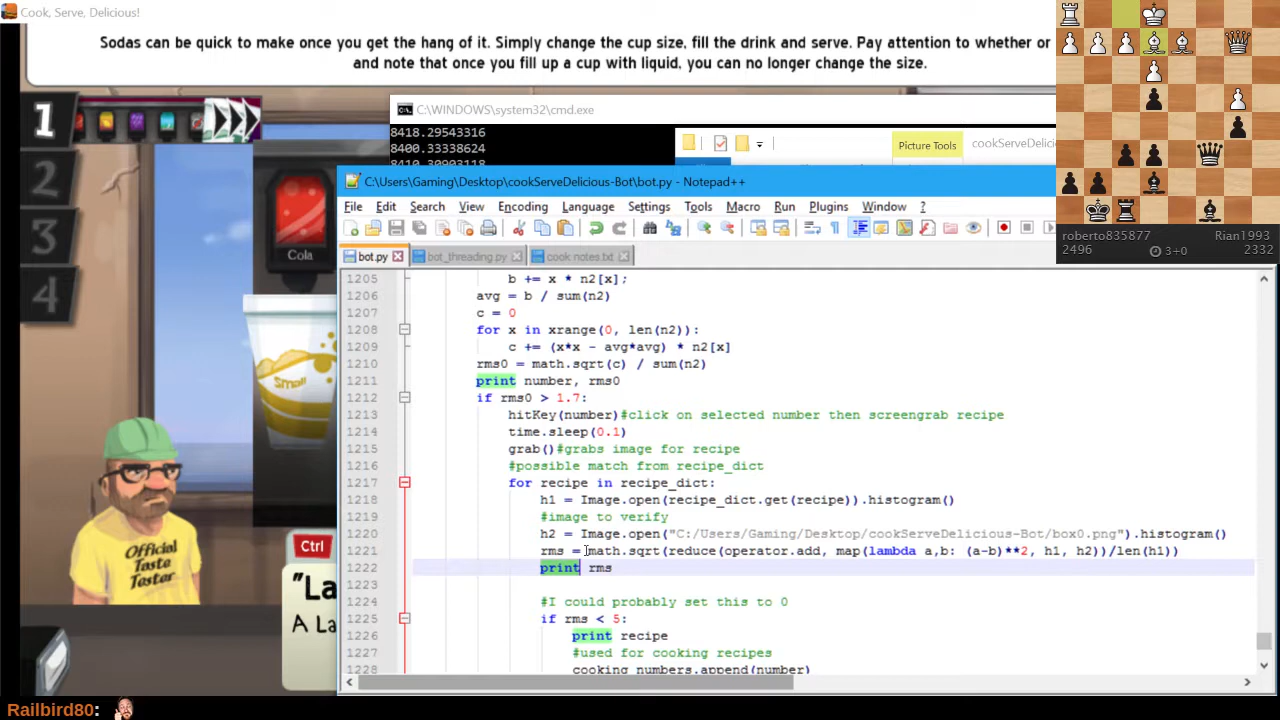 Cook, Serve, Delicious!
Sodas can be quick to make once you get the hang of it. Simply change the cup size, fill the drink and serve. Pay attention to whether or
and note that once you fill up a cup with liquid, you can no longer change the size.
1
2
3
4
Cola
Small
Official
Taste
Tester
Ctrl
"La
A La
C:\WINDOWS\system32\cmd.exe
8418.29543316
8400.33338624
8410.30903118
Picture Tools
cookServeDelicious
C:\Users\Gaming\Desktop\cookServeDelicious-Bot\bot.py - Notepad++
File Edit Search View Encoding Language Settings Tools Macro Run Plugins Window ?
bot.py bot_threading.py cook notes.txt
1205 b += x * n2[x];
1206 avg = b / sum(n2)
1207 c = 0
1208 for x in xrange(0, len(n2)):
1209 c += (x*x - avg*avg) * n2[x]
1210 rms0 = math.sqrt(c) / sum(n2)
1211 print number, rms0
1212 if rms0 > 1.7:
1213 hitKey(number)#click on selected number then screengrab recipe
1214 time.sleep(0.1)
1215 grab()#grabs image for recipe
1216 #possible match from recipe_dict
1217 for recipe in recipe_dict:
1218 h1 = Image.open(recipe_dict.get(recipe)).histogram()
1219 #image to verify
1220 h2 = Image.open("C:/Users/Gaming/Desktop/cookServeDelicious-Bot/box0.png").histogram()
1221 rms = math.sqrt(reduce(operator.add, map(lambda a,b: (a-b)**2, h1, h2))/len(h1))
1222 print rms
1223
1224 #I could probably set this to 0
1225 if rms < 5:
1226 print recipe
1227 #used for cooking recipes
1228 cooking_numbers.append(number)
roberto835877 Rian1993
2496 3+0 2332
Railbird80: